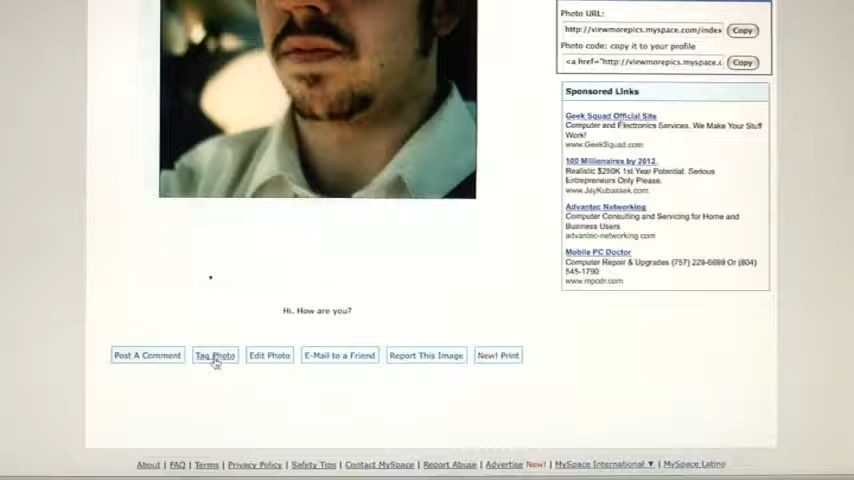 Photo URL:
http://viewmorepics.myspace.com/index Copy
Photo code: copy it to your profile
<a href="http://viewmorepics.myspace.c Copy
Sponsored Links
Geek Squad Official Site
Computer and Electronics Services. We Make Your Stuff
Work!
www.GeekSquad.com
100 Millionaires by 2012.
Realistic $250K 1st Year Potential. Serious
Entrepreneurs Only Please.
www.JayKubassek.com
Advantec Networking
Computer Consulting and Servicing for Home and
Business Users
advantec-networking.com
Mobile PC Doctor
Computer Repair & Upgrades (757) 229-6699 Or (804)
545-1790
www.mpcdr.com
Hi. How are you?
Post A Comment Tag Photo Edit Photo E-Mail to a Friend Report This Image New! Print
About | FAQ | Terms | Privacy Policy | Safety Tips | Contact MySpace | Report Abuse | Advertise New! | MySpace International ▼ | MySpace Latino